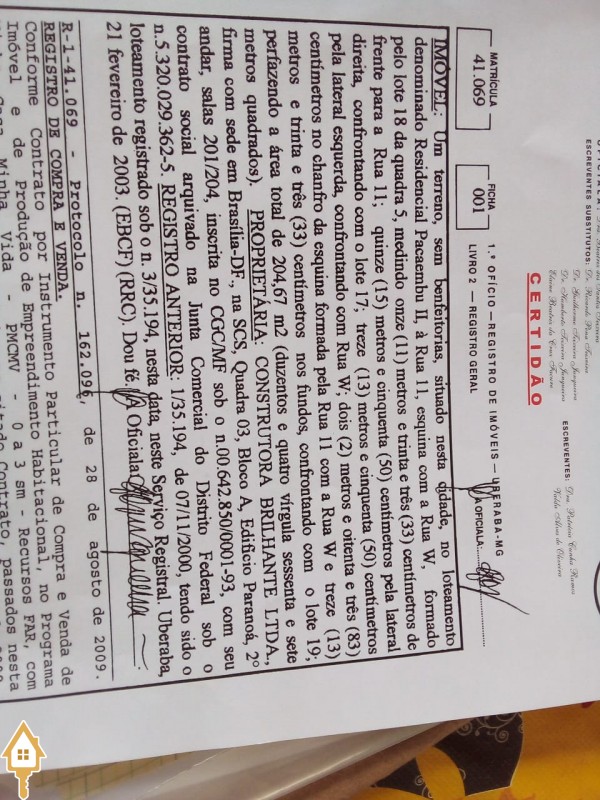 ESCREVENTES SUBSTITUTOS:
ESCREVENTES:
CERTIDÃO
MATRÍCULA
41.069
FICHA
001
1.º OFÍCIO — REGISTRO DE IMÓVEIS — UBERABA-MG
LIVRO 2 — REGISTRO GERAL
OFICIALA:
IMÓVEL: Um terreno, sem benfeitorias, situado nesta cidade, no loteamento
denominado Residencial Pacaembu II, à Rua 11, esquina com a Rua W, formado
pelo lote 18 da quadra 5, medindo onze (11) metros e trinta e três (33) centímetros de
frente para a Rua 11; quinze (15) metros e cinquenta (50) centímetros pela lateral
direita, confrontando com o lote 17; treze (13) metros e cinquenta (50) centímetros
pela lateral esquerda, confrontando com Rua W; dois (2) metros e oitenta e três (83)
centímetros no chanfro da esquina formada pela Rua 11 com a Rua W e treze (13)
metros e trinta e três (33) centímetros nos fundos, confrontando com o lote 19;
perfazendo a área total de 204,67 m2 (duzentos e quatro vírgula sessenta e sete
metros quadrados). PROPRIETÁRIA: CONSTRUTORA BRILHANTE LTDA.,
firma com sede em Brasília-DF., na SCS, Quadra 03, Bloco A, Edifício Paranoá, 2º
andar, salas 201/204, inscrita no CGC/MF sob o n.00.642.850/0001-93, com seu
contrato social arquivado na Junta Comercial do Distrito Federal sob o
n.5.320.029.362-5. REGISTRO ANTERIOR: 1/35.194, de 07/11/2000, tendo sido o
loteamento registrado sob o n. 3/35.194, nesta data, neste Serviço Registral. Uberaba,
21 fevereiro de 2003. (EBCF) (RRC). Dou fé. Oficiala
R-1-41.069 - Protocolo n. 162.096, de 28 de agosto de 2009.
REGISTRO DE COMPRA E VENDA.
Conforme Contrato por Instrumento Particular de Compra e Venda de
Imóvel e de Produção de Empreendimento Habitacional, no Programa
Minha Vida - PMCMV - 0 a 3 sm - Recursos FAR, com
Contrato, passados nesta